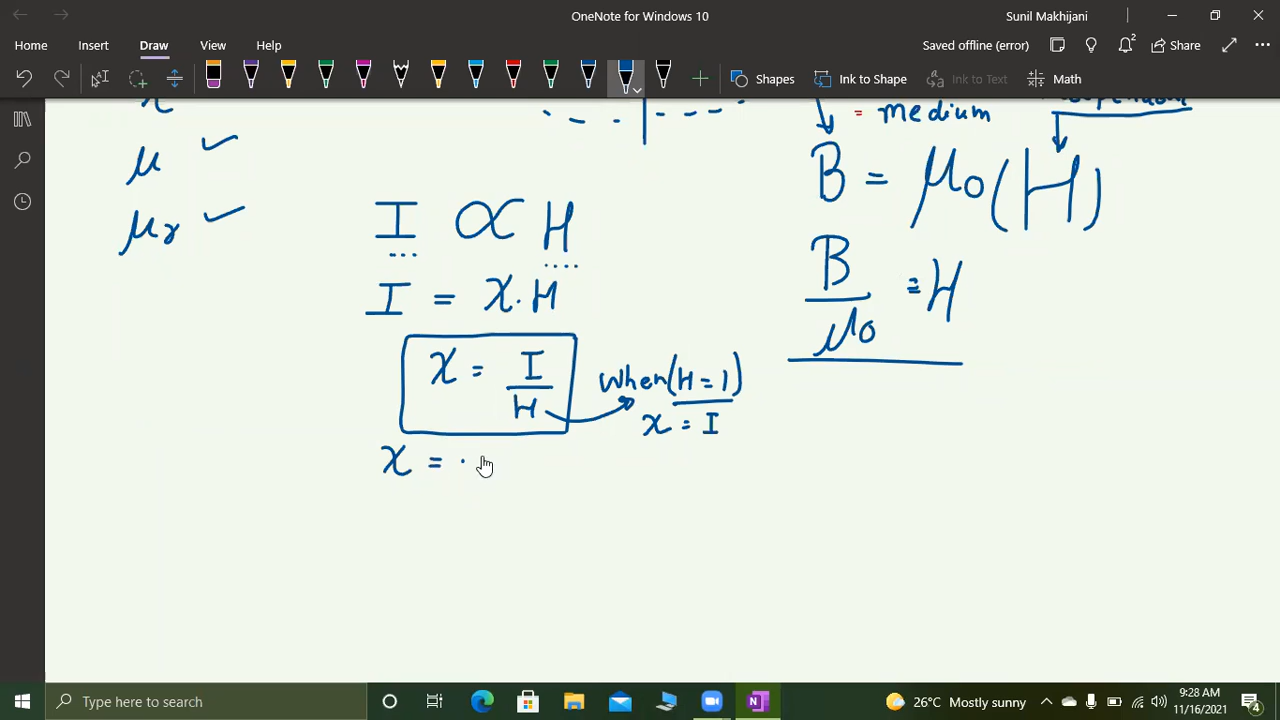 OneNote for Windows 10
Sunil Makhijani
Home Insert Draw View Help
Saved offline (error)
Share
Shapes
Ink to Shape
Ink to Text
Math
χ
μ ✓
μr ✓
= medium
B = μ0 (H)
B/μ0 = H
I ∝ H
I = χ · H
χ = I/H
When (H = 1)
χ = I
χ = ·
Type here to search
26°C Mostly sunny
9:28 AM
11/16/2021
4